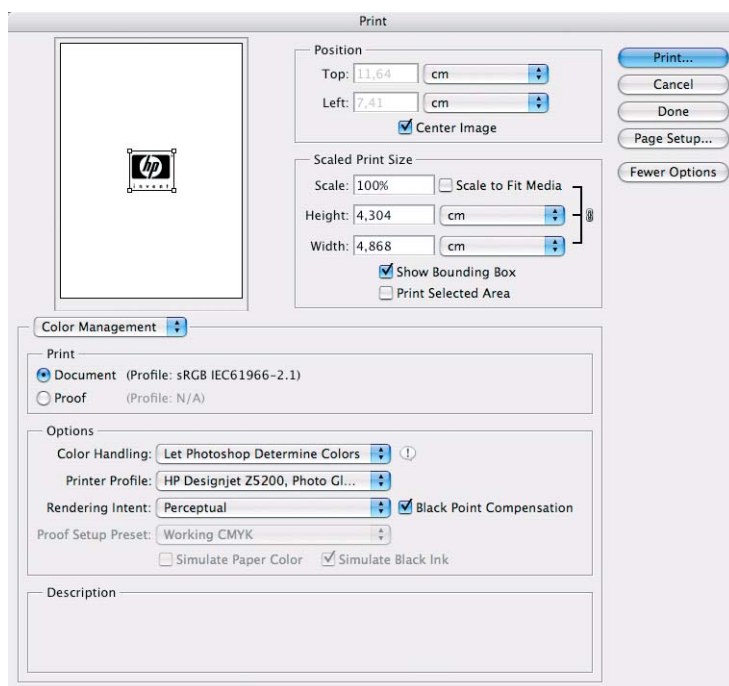 Print
Position
Top: 11,64 cm
Left: 7,41 cm
Center Image
Print...
Cancel
Done
Page Setup...
Fewer Options
hp
invent
Scaled Print Size
Scale: 100% Scale to Fit Media
Height: 4,304 cm
Width: 4,868 cm
Show Bounding Box
Print Selected Area
Color Management
Print
Document (Profile: sRGB IEC61966-2.1)
Proof (Profile: N/A)
Options
Color Handling: Let Photoshop Determine Colors
Printer Profile: HP Designjet Z5200, Photo Gl...
Rendering Intent: Perceptual Black Point Compensation
Proof Setup Preset: Working CMYK
Simulate Paper Color Simulate Black Ink
Description